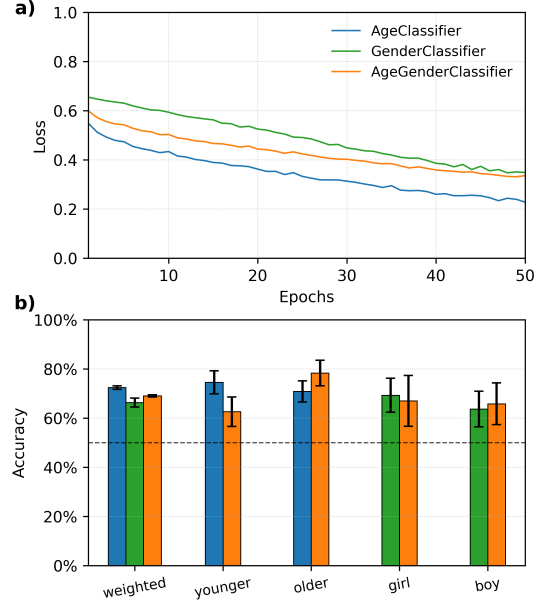 a)
1.0
0.8
0.6
0.4
0.2
0.0
Loss
AgeClassifier
GenderClassifier
AgeGenderClassifier
10 20 30 40 50
Epochs
b)
100%
80%
60%
40%
20%
0%
Accuracy
weighted younger older girl boy